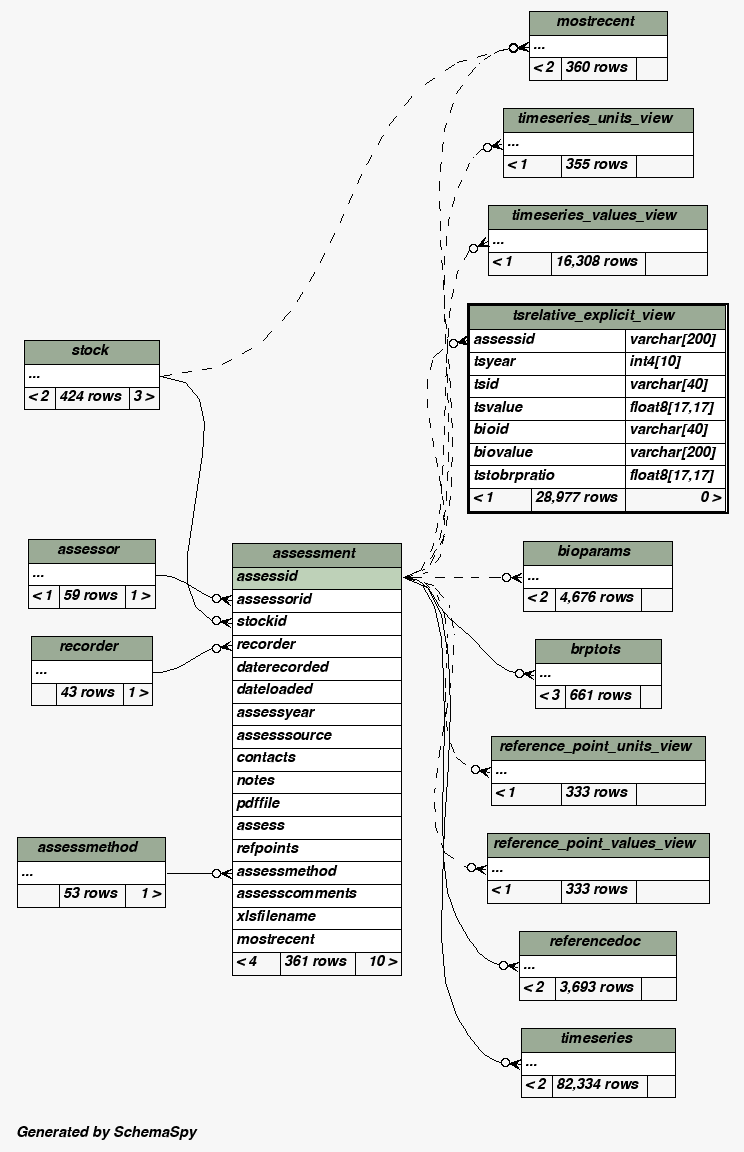 mostrecent
...
< 2 360 rows
timeseries_units_view
...
< 1 355 rows
timeseries_values_view
...
< 1 16,308 rows
tsrelative_explicit_view
assessid varchar[200]
tsyear int4[10]
tsid varchar[40]
tsvalue float8[17,17]
bioid varchar[40]
biovalue varchar[200]
tstobrpratio float8[17,17]
< 1 28,977 rows 0 >
stock
...
< 2 424 rows 3 >
assessor
...
< 1 59 rows 1 >
recorder
...
43 rows 1 >
assessmethod
...
53 rows 1 >
assessment
assessid
assessorid
stockid
recorder
daterecorded
dateloaded
assessyear
assesssource
contacts
notes
pdffile
assess
refpoints
assessmethod
assesscomments
xlsfilename
mostrecent
< 4 361 rows 10 >
bioparams
...
< 2 4,676 rows
brptots
...
< 3 661 rows
reference_point_units_view
...
< 1 333 rows
reference_point_values_view
...
< 1 333 rows
referencedoc
...
< 2 3,693 rows
timeseries
...
< 2 82,334 rows
Generated by SchemaSpy